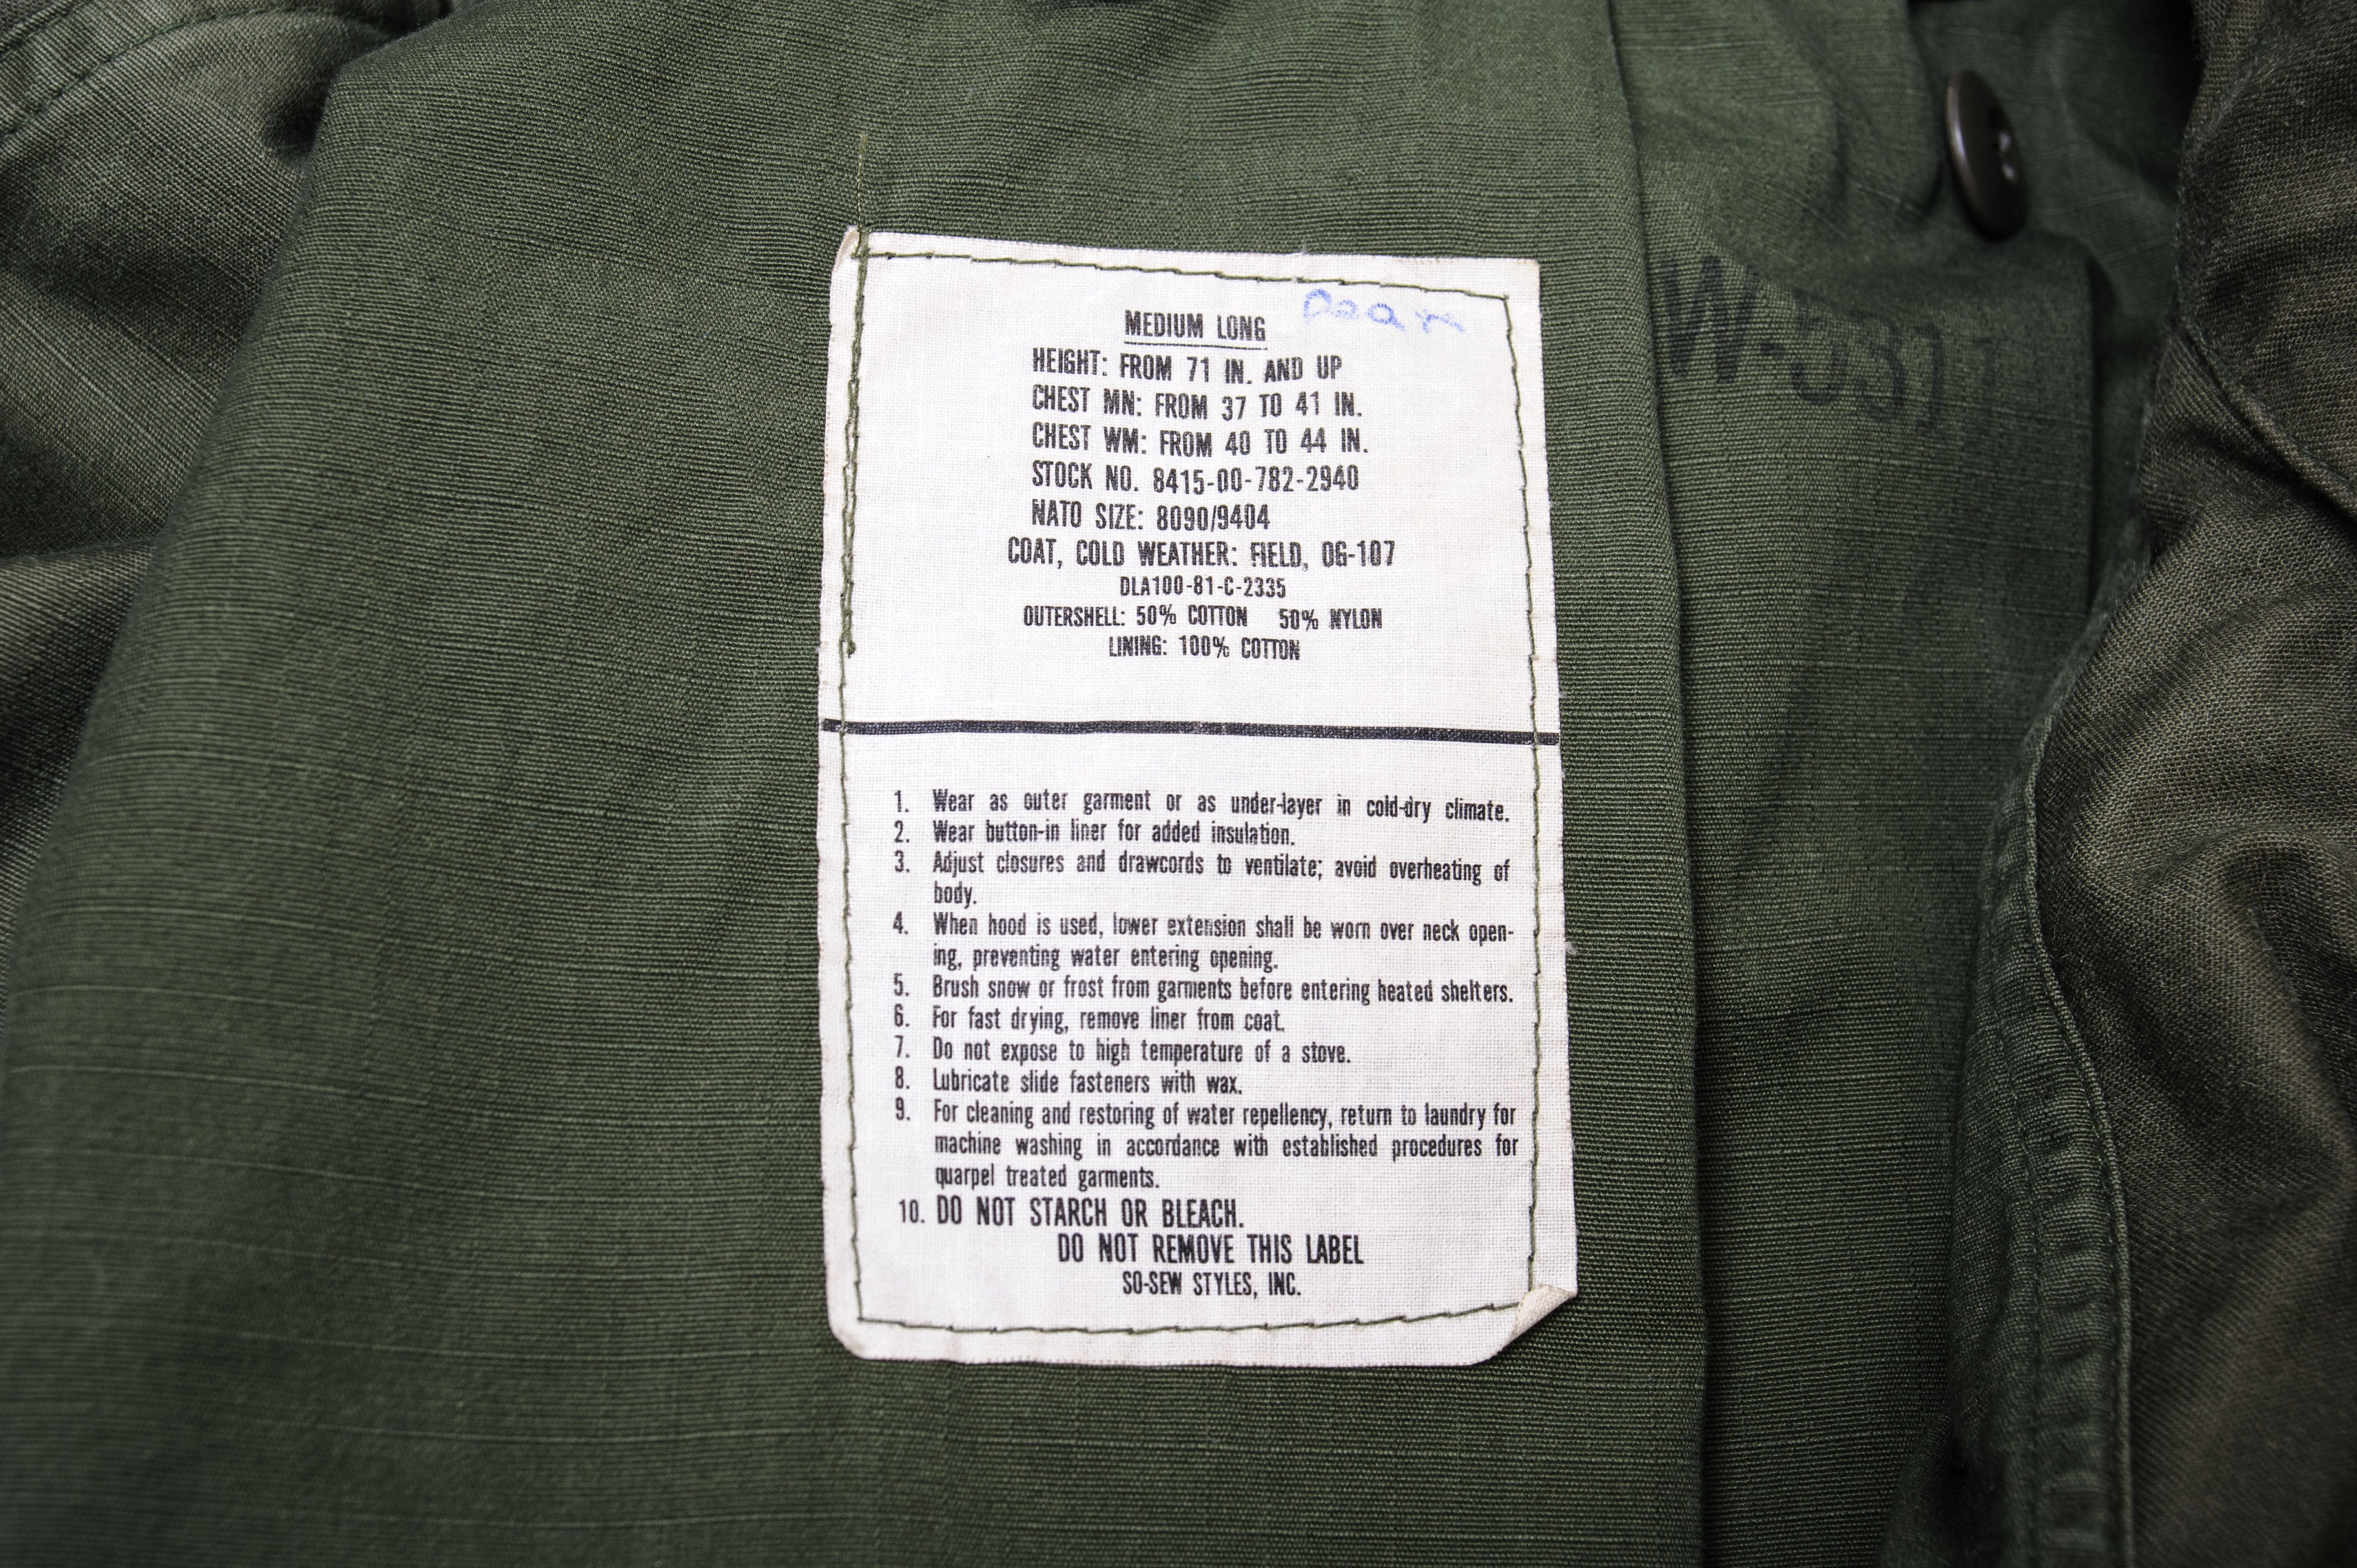 MEDIUM LONG
HEIGHT: FROM 71 IN. AND UP
CHEST MN: FROM 37 TO 41 IN.
CHEST WM: FROM 40 TO 44 IN.
STOCK NO. 8415-00-782-2940
NATO SIZE: 8090/9404
COAT, COLD WEATHER: FIELD, OG-107
DLA100-81-C-2335
OUTERSHELL: 50% COTTON 50% NYLON
LINING: 100% COTTON
1. Wear as outer garment or as under-layer in cold-dry climate.
2. Wear button-in liner for added insulation.
3. Adjust closures and drawcords to ventilate; avoid overheating of
body.
4. When hood is used, lower extension shall be worn over neck open-
ing, preventing water entering opening.
5. Brush snow or frost from garments before entering heated shelters.
6. For fast drying, remove liner from coat.
7. Do not expose to high temperature of a stove.
8. Lubricate slide fasteners with wax.
9. For cleaning and restoring of water repellency, return to laundry for
machine washing in accordance with established procedures for
quarpel treated garments.
10. DO NOT STARCH OR BLEACH.
DO NOT REMOVE THIS LABEL
SO-SEW STYLES, INC.